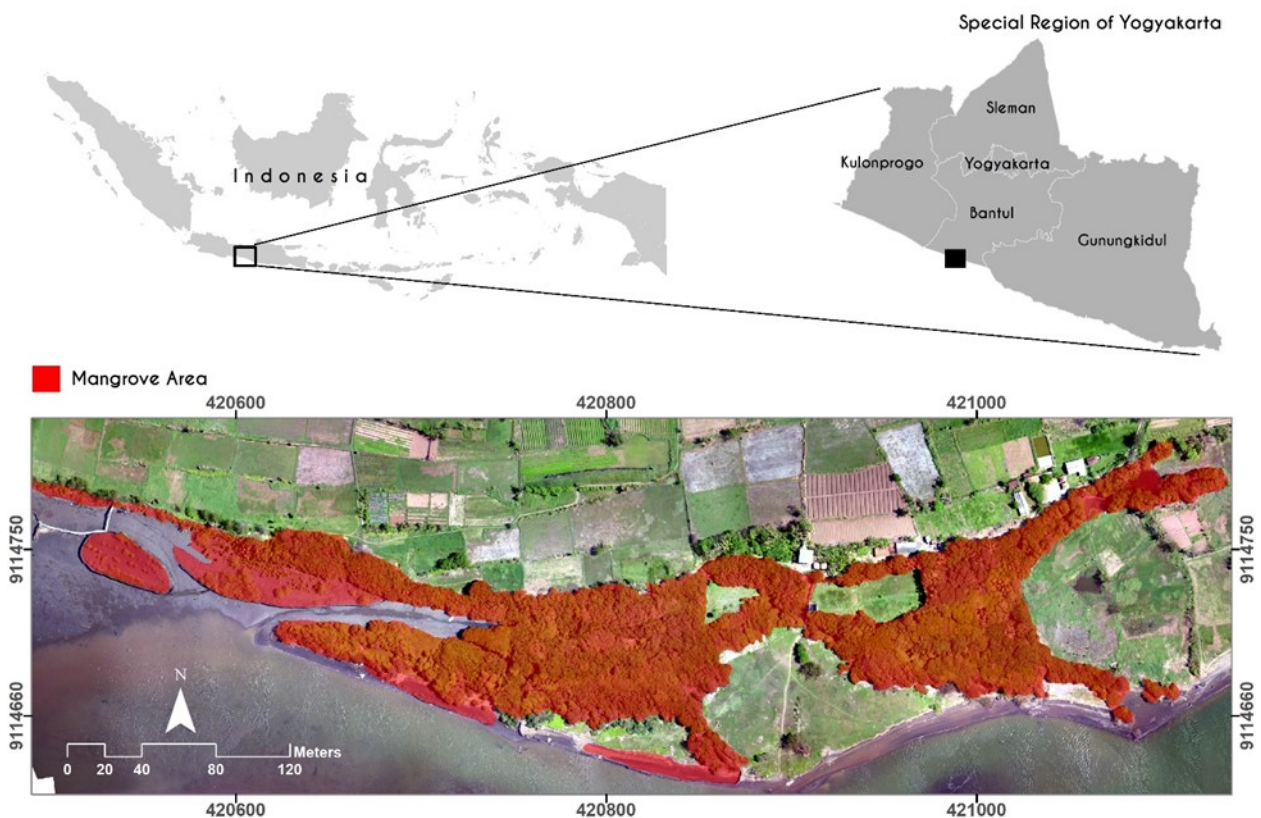 Special Region of Yogyakarta
Sleman
Kulonprogo
Yogyakarta
Indonesia
Bantul
Gunungkidul
Mangrove Area
420600 420800 421000
9114750 9114750
9114660 9114660
N
Meters
0 20 40 80 120
420600 420800 421000